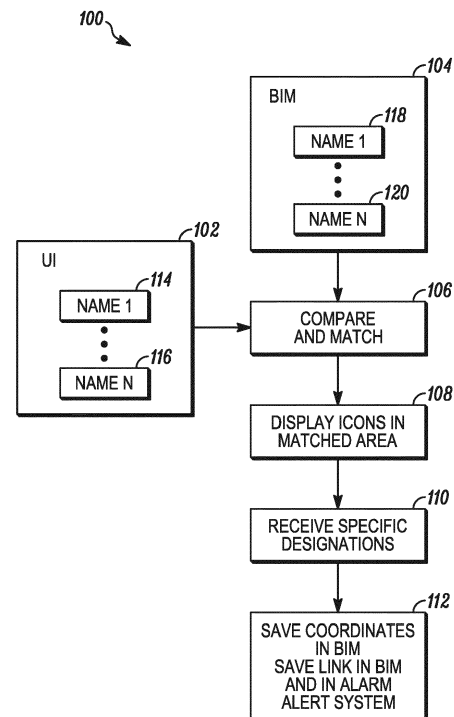 100
104
BIM
118
NAME 1
120
NAME N
102
UI
114
NAME 1
116
NAME N
106
COMPARE
AND MATCH
108
DISPLAY ICONS IN
MATCHED AREA
110
RECEIVE SPECIFIC
DESIGNATIONS
112
SAVE COORDINATES
IN BIM
SAVE LINK IN BIM
AND IN ALARM
ALERT SYSTEM